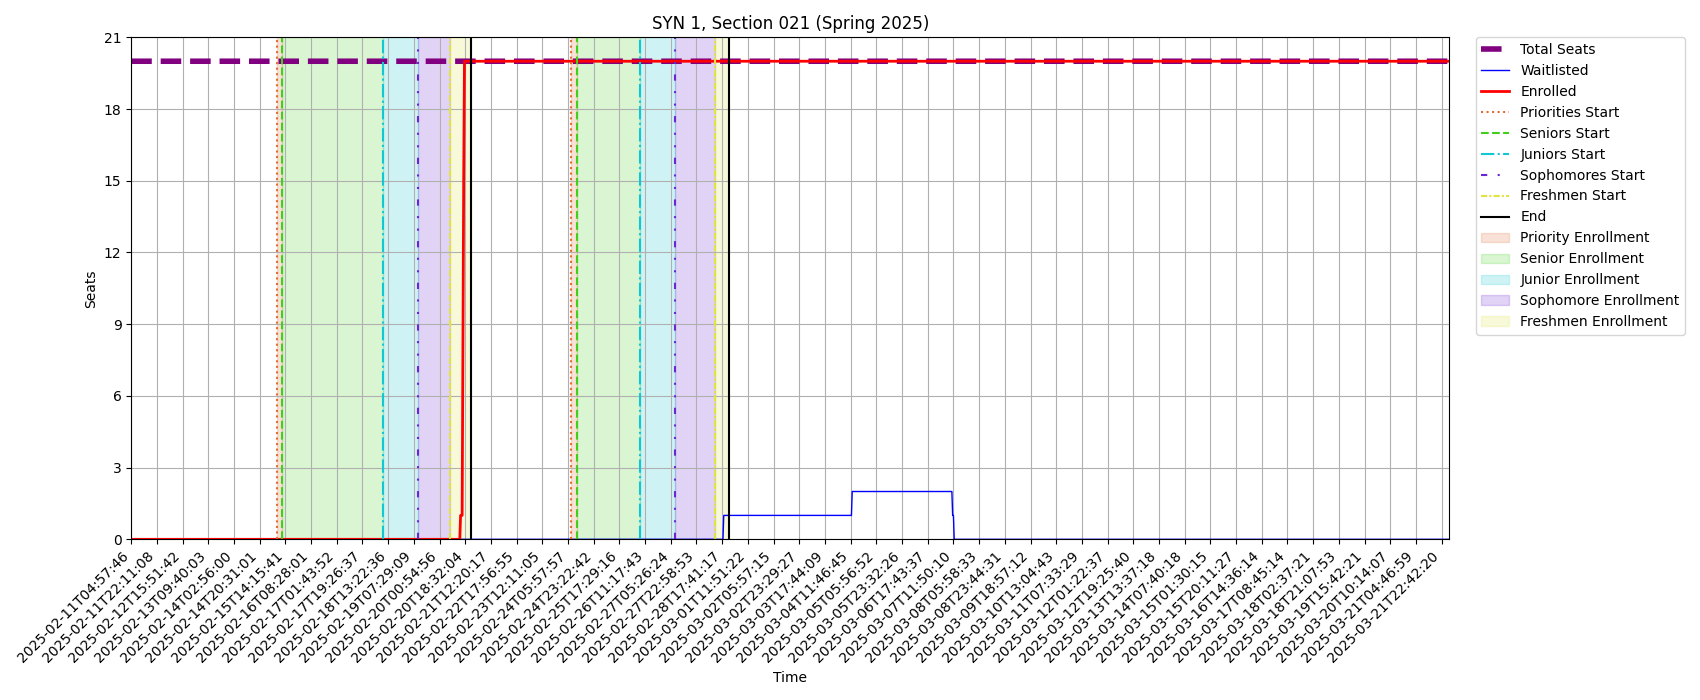 SYN 1, Section 021 (Spring 2025)
21
18
15
12
9
6
3
0
Seats
2025-02-11T04:57:46
2025-02-11T22:11:08
2025-02-12T15:51:42
2025-02-13T09:40:03
2025-02-14T02:56:00
2025-02-14T20:31:01
2025-02-15T14:15:41
2025-02-16T08:28:01
2025-02-17T01:43:52
2025-02-17T19:26:37
2025-02-18T13:22:36
2025-02-19T07:29:09
2025-02-20T00:54:56
2025-02-20T18:32:04
2025-02-21T12:20:17
2025-02-22T17:56:55
2025-02-23T12:11:05
2025-02-24T05:57:57
2025-02-24T23:22:42
2025-02-25T17:29:16
2025-02-26T11:17:43
2025-02-27T05:26:24
2025-02-27T22:58:53
2025-02-28T17:41:17
2025-03-01T11:51:22
2025-03-02T05:57:15
2025-03-02T23:29:27
2025-03-03T17:44:09
2025-03-04T11:46:45
2025-03-05T05:56:52
2025-03-05T23:32:26
2025-03-06T17:43:37
2025-03-07T11:50:10
2025-03-08T05:58:33
2025-03-08T23:44:31
2025-03-09T18:57:12
2025-03-10T13:04:43
2025-03-11T07:33:29
2025-03-12T01:22:37
2025-03-12T19:25:40
2025-03-13T13:37:18
2025-03-14T07:40:18
2025-03-15T01:30:15
2025-03-15T20:11:27
2025-03-16T14:36:14
2025-03-17T08:45:14
2025-03-18T02:37:21
2025-03-18T21:07:53
2025-03-19T15:42:21
2025-03-20T10:14:07
2025-03-21T04:46:59
2025-03-21T22:42:20
Time
Total Seats
Waitlisted
Enrolled
Priorities Start
Seniors Start
Juniors Start
Sophomores Start
Freshmen Start
End
Priority Enrollment
Senior Enrollment
Junior Enrollment
Sophomore Enrollment
Freshmen Enrollment